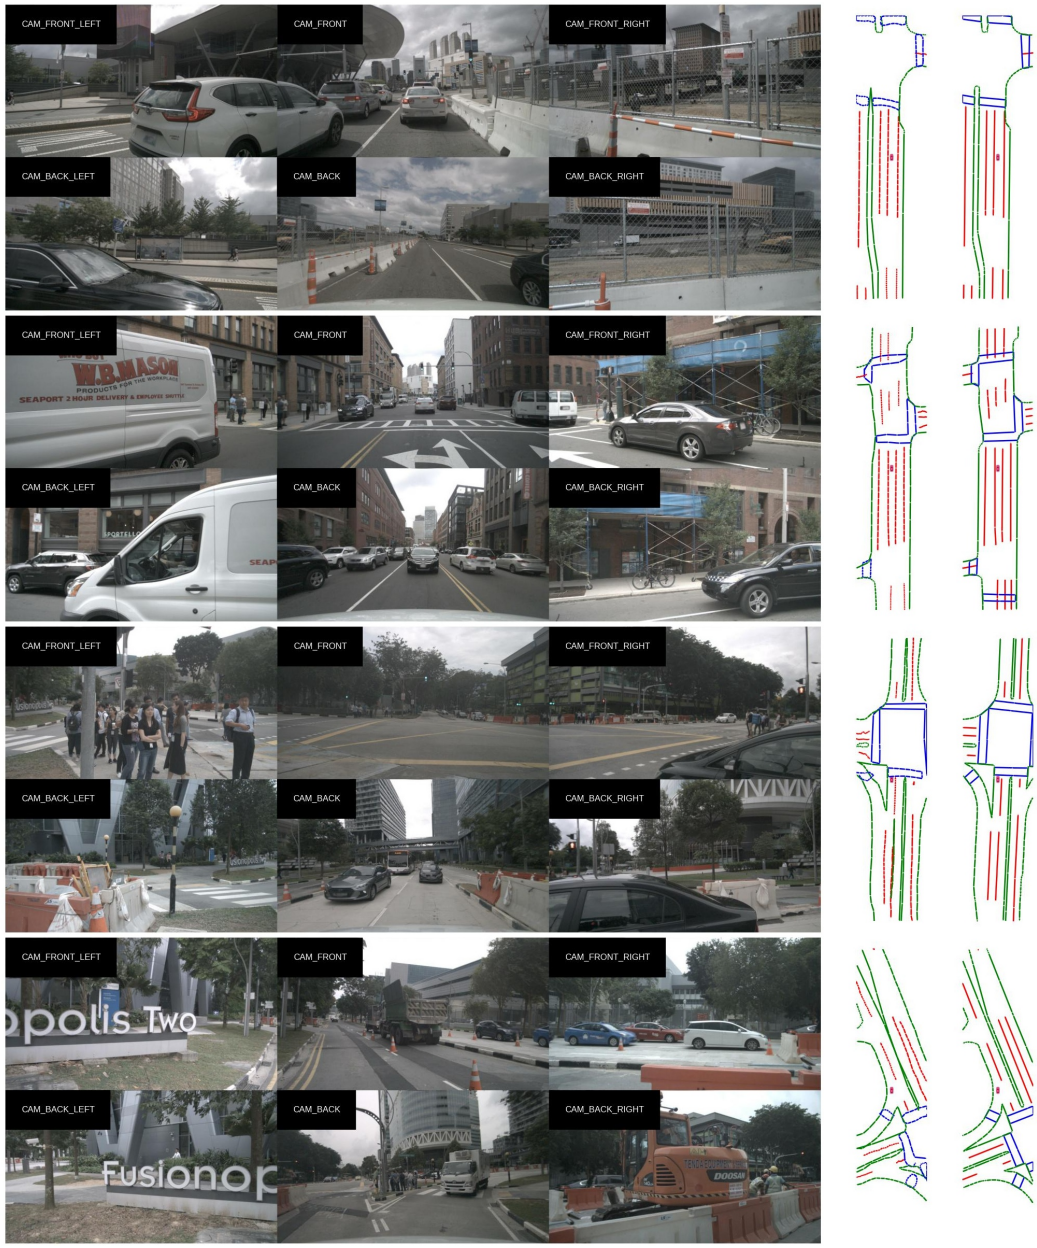 CAM_FRONT_LEFT
CAM_FRONT
CAM_FRONT_RIGHT
CAM_BACK_LEFT
CAM_BACK
CAM_BACK_RIGHT
CAM_FRONT_LEFT
CAM_FRONT
CAM_FRONT_RIGHT
W.B. MASON
PRODUCTS FOR THE WORKPLACE
SEAPORT 2 HOUR DELIVERY & EMPLOYEE SHUTTLE
CAM_BACK_LEFT
CAM_BACK
CAM_BACK_RIGHT
SPORTELLO
SEAP
CAM_FRONT_LEFT
CAM_FRONT
CAM_FRONT_RIGHT
CAM_BACK_LEFT
CAM_BACK
CAM_BACK_RIGHT
CAM_FRONT_LEFT
CAM_FRONT
CAM_FRONT_RIGHT
opolis Two
CAM_BACK_LEFT
CAM_BACK
CAM_BACK_RIGHT
Fusionop
DOOSAN